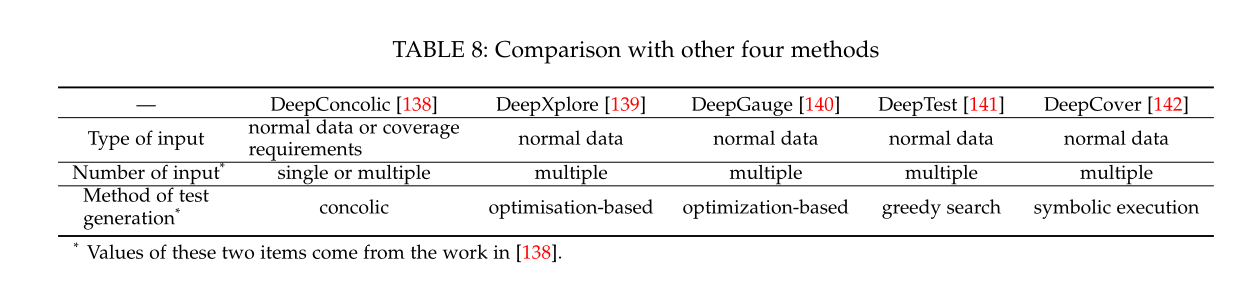 TABLE 8: Comparison with other four methods
— DeepConcolic [138] DeepXplore [139] DeepGauge [140] DeepTest [141] DeepCover [142]
Type of input normal data or coverage requirements normal data normal data normal data normal data
Number of input* single or multiple multiple multiple multiple multiple
Method of test generation* concolic optimisation-based optimization-based greedy search symbolic execution
* Values of these two items come from the work in [138].